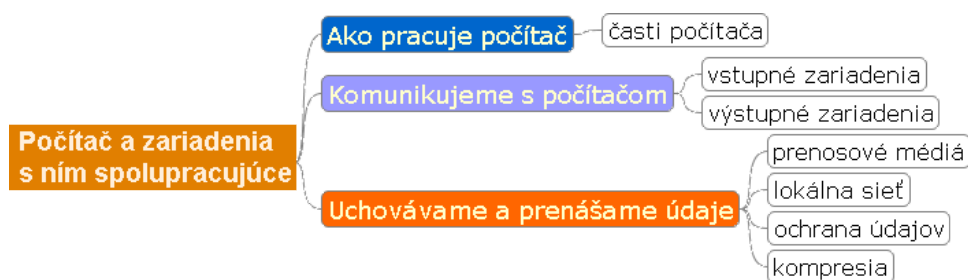 Počítač a zariadenia
s ním spolupracujúce
Ako pracuje počítač
časti počítača
Komunikujeme s počítačom
vstupné zariadenia
výstupné zariadenia
Uchovávame a prenášame údaje
prenosové médiá
lokálna sieť
ochrana údajov
kompresia